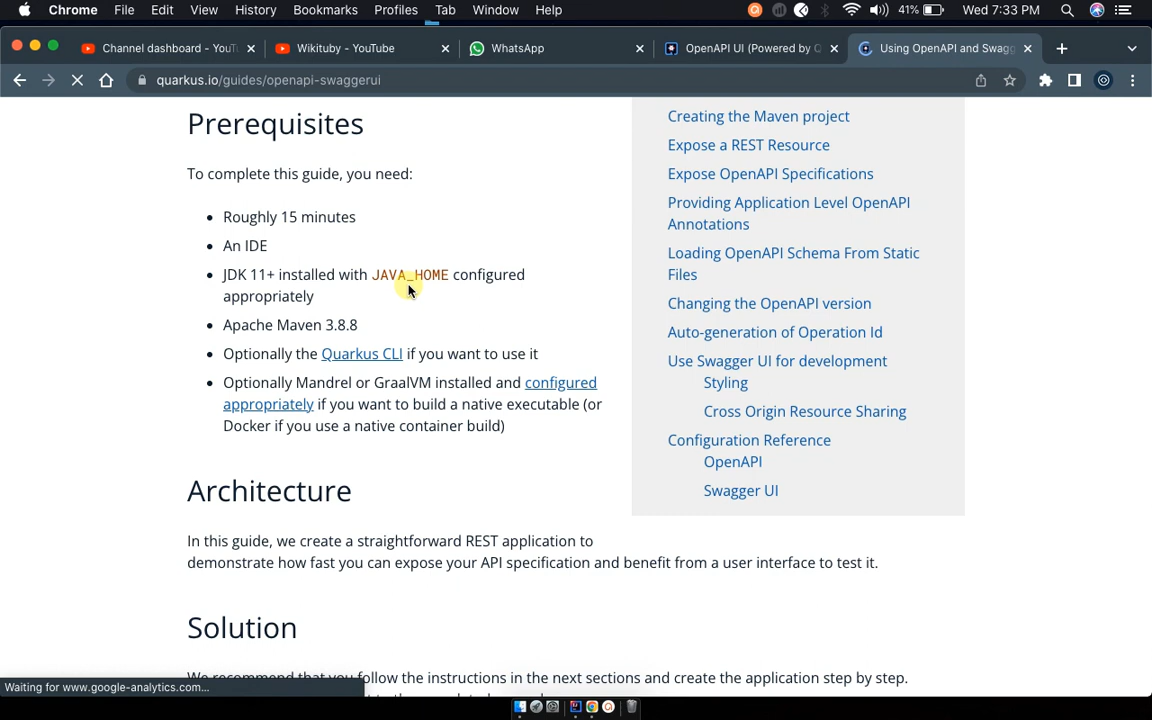 Chrome File Edit View History Bookmarks Profiles Tab Window Help 41% Wed 7:33 PM
Channel dashboard - YouT Wikituby - YouTube WhatsApp OpenAPI UI (Powered by Q Using OpenAPI and Swagg
quarkus.io/guides/openapi-swaggerui
Prerequisites
To complete this guide, you need:
Roughly 15 minutes
An IDE
JDK 11+ installed with JAVA_HOME configured
appropriately
Apache Maven 3.8.8
Optionally the Quarkus CLI if you want to use it
Optionally Mandrel or GraalVM installed and configured
appropriately if you want to build a native executable (or
Docker if you use a native container build)
Creating the Maven project
Expose a REST Resource
Expose OpenAPI Specifications
Providing Application Level OpenAPI
Annotations
Loading OpenAPI Schema From Static
Files
Changing the OpenAPI version
Auto-generation of Operation Id
Use Swagger UI for development
Styling
Cross Origin Resource Sharing
Configuration Reference
OpenAPI
Swagger UI
Architecture
In this guide, we create a straightforward REST application to
demonstrate how fast you can expose your API specification and benefit from a user interface to test it.
Solution
We recommend that you follow the instructions in the next sections and create the application step by step.
Waiting for www.google-analytics.com...